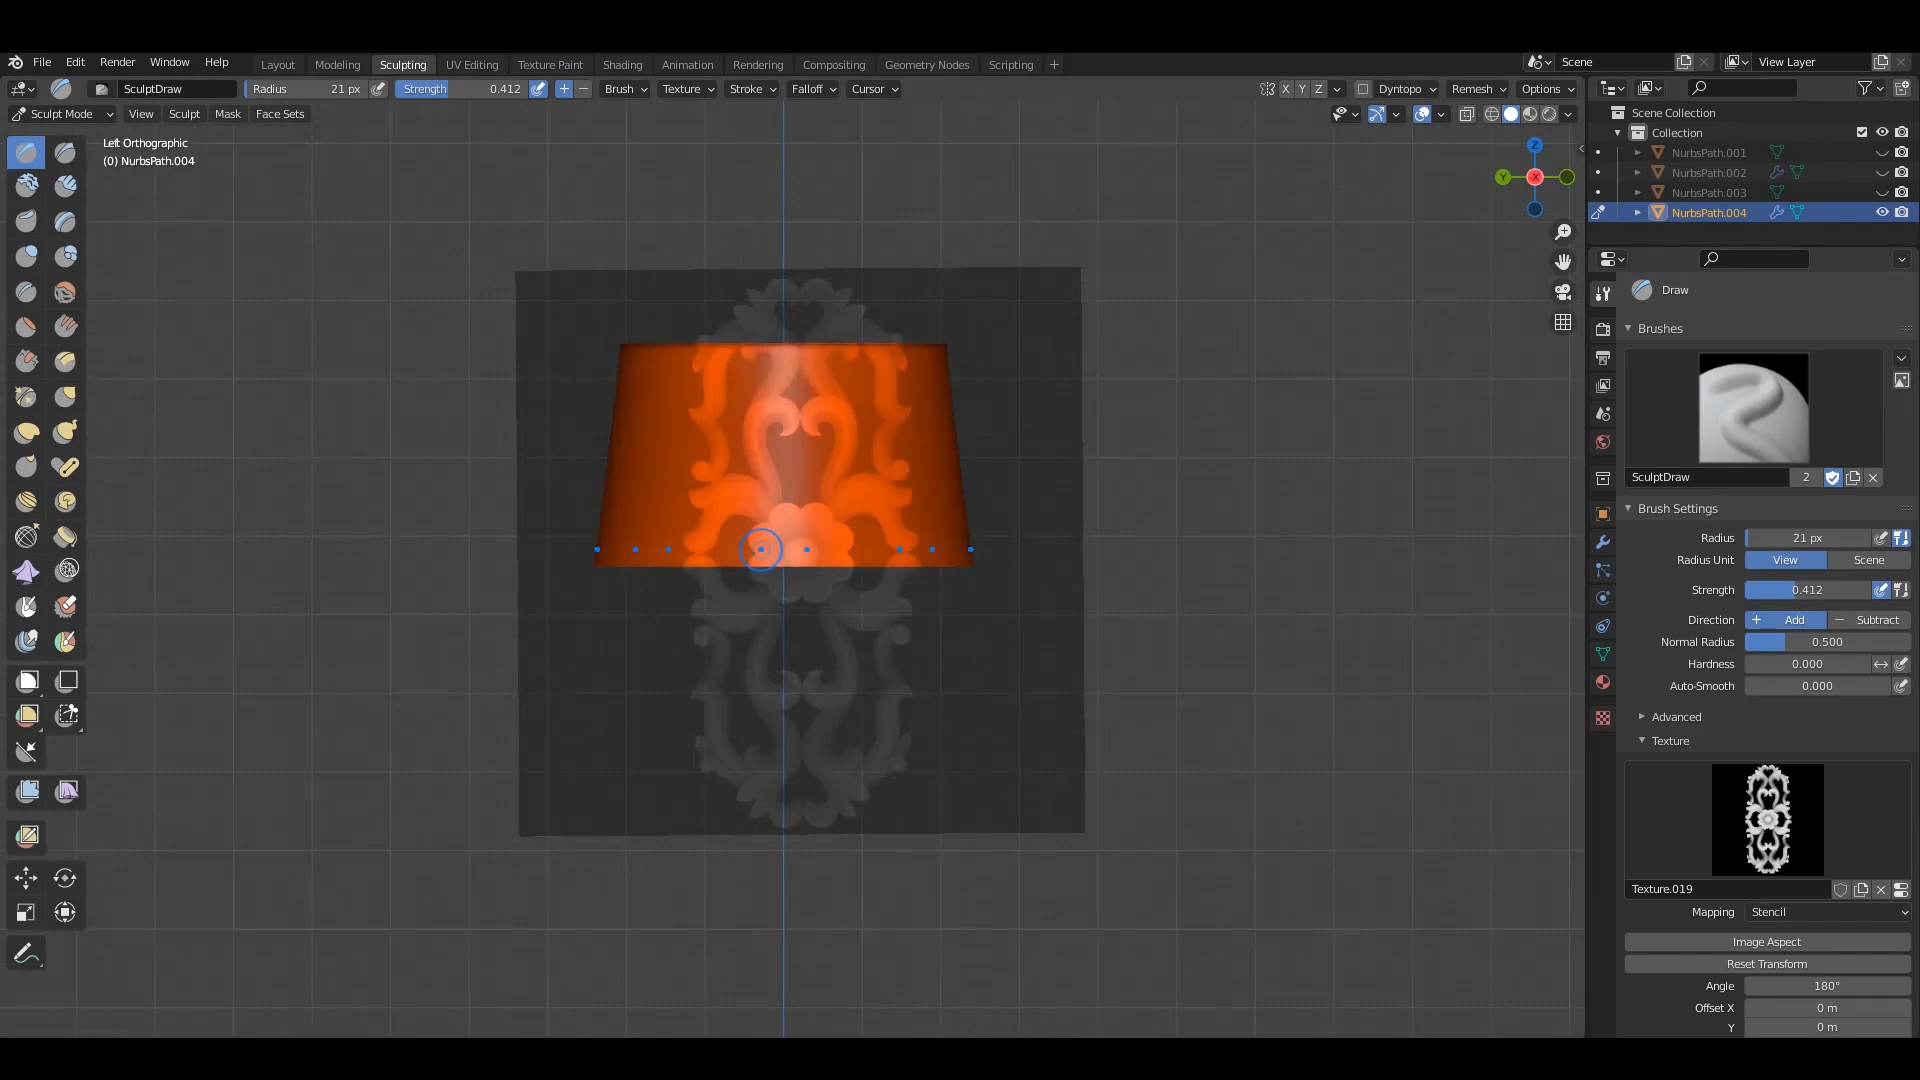 File Edit Render Window Help Layout Modeling Sculpting UV Editing Texture Paint Shading Animation Rendering Compositing Geometry Nodes Scripting + Scene View Layer
SculptDraw Radius 21 px Strength 0.412 + − Brush Texture Stroke Falloff Cursor X Y Z Dyntopo Remesh Options
Sculpt Mode View Sculpt Mask Face Sets
Left Orthographic
(0) NurbsPath.004
Z
Y X
Scene Collection
Collection
NurbsPath.001
NurbsPath.002
NurbsPath.003
NurbsPath.004
Draw
Brushes
SculptDraw 2
Brush Settings
Radius 21 px
Radius Unit View Scene
Strength 0.412
Direction + Add − Subtract
Normal Radius 0.500
Hardness 0.000
Auto-Smooth 0.000
Advanced
Texture
Texture.019
Mapping Stencil
Image Aspect
Reset Transform
Angle 180°
Offset X 0 m
Y 0 m